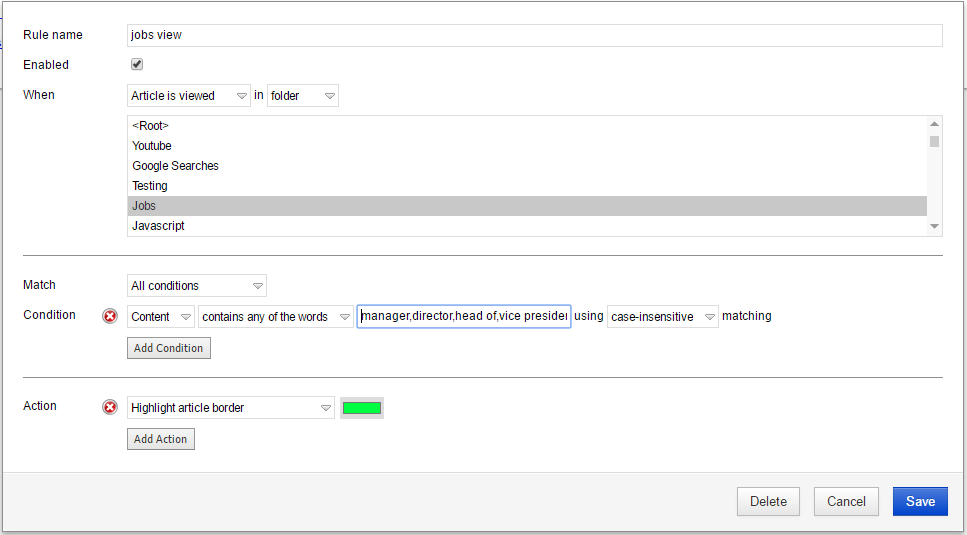 Rule name jobs view
Enabled
When Article is viewed in folder
<Root>
Youtube
Google Searches
Testing
Jobs
Javascript
Match All conditions
Condition Content contains any of the words manager,director,head of,vice presider using case-insensitive matching
Add Condition
Action Highlight article border
Add Action
Delete Cancel Save